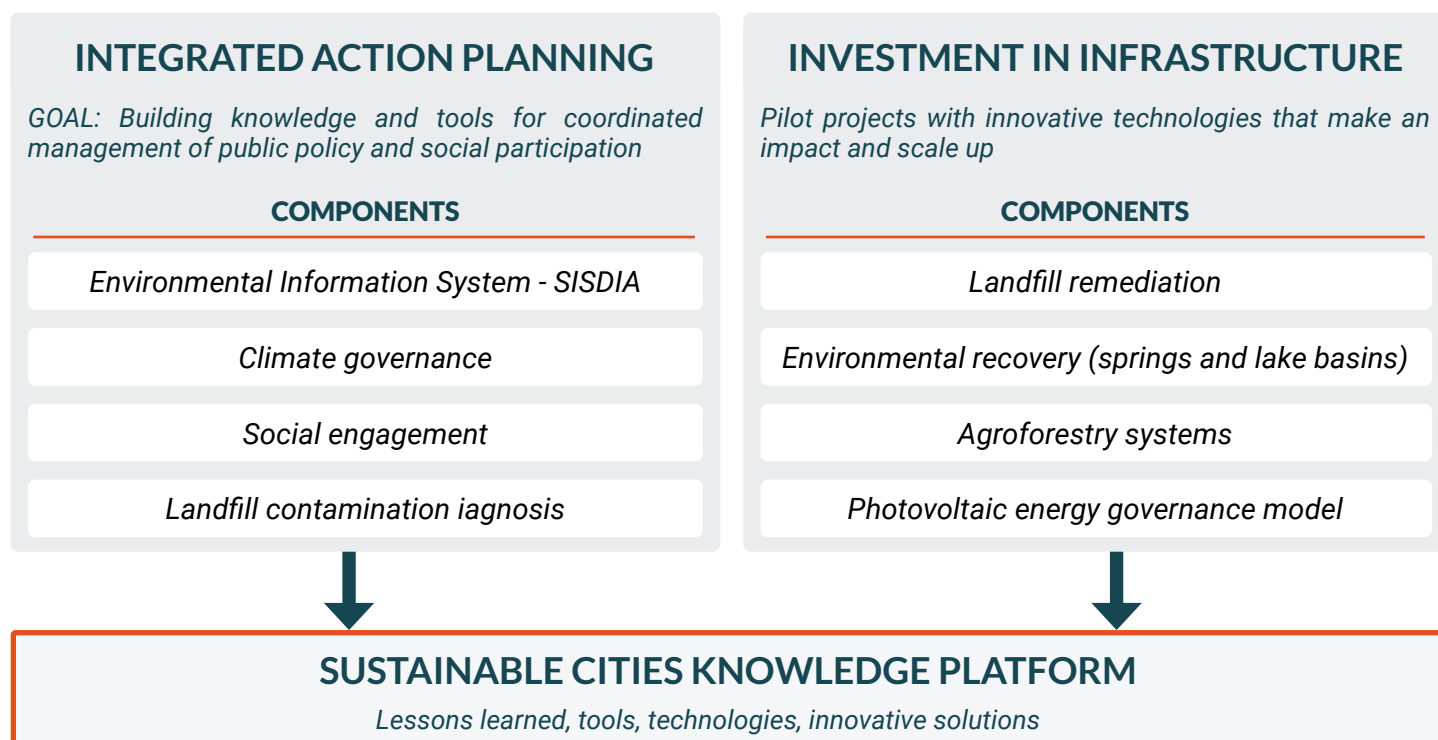 INTEGRATED ACTION PLANNING
GOAL: Building knowledge and tools for coordinated
management of public policy and social participation
COMPONENTS
Environmental Information System - SISDIA
Climate governance
Social engagement
Landfill contamination iagnosis
INVESTMENT IN INFRASTRUCTURE
Pilot projects with innovative technologies that make an
impact and scale up
COMPONENTS
Landfill remediation
Environmental recovery (springs and lake basins)
Agroforestry systems
Photovoltaic energy governance model
SUSTAINABLE CITIES KNOWLEDGE PLATFORM
Lessons learned, tools, technologies, innovative solutions